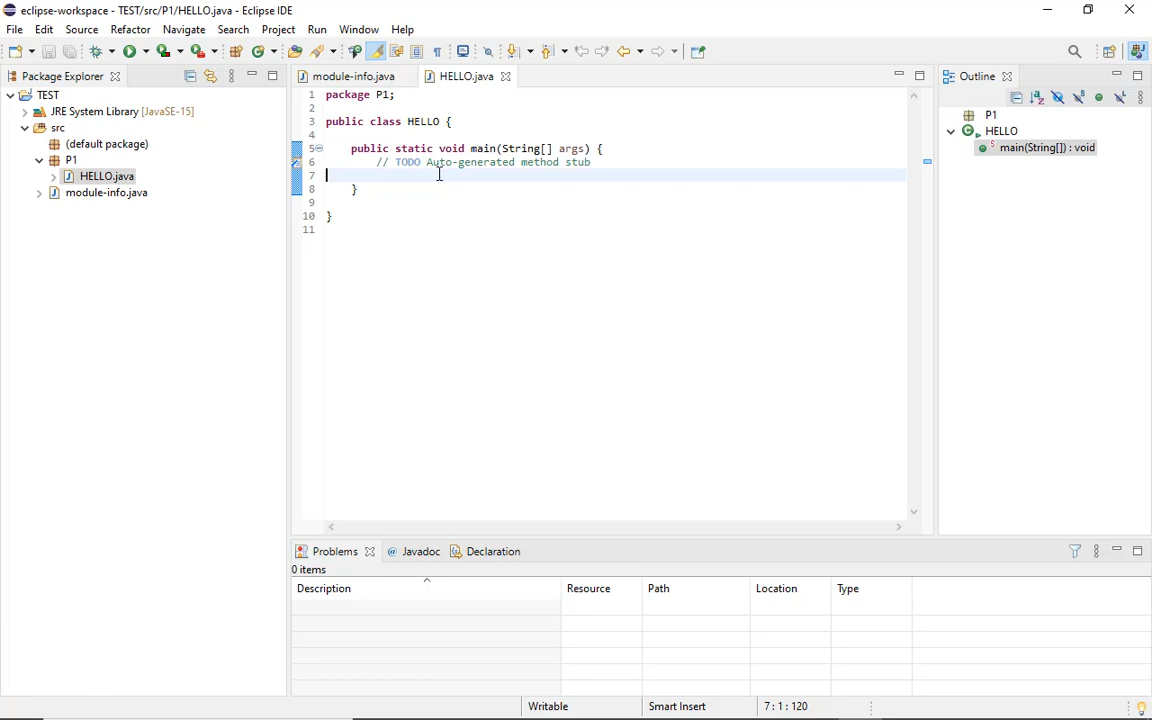 eclipse-workspace - TEST/src/P1/HELLO.java - Eclipse IDE
File Edit Source Refactor Navigate Search Project Run Window Help
Package Explorer
TEST
JRE System Library [JavaSE-15]
src
(default package)
P1
HELLO.java
module-info.java
module-info.java HELLO.java
1 package P1;
2
3 public class HELLO {
4
5 public static void main(String[] args) {
6 // TODO Auto-generated method stub
7
8 }
9
10 }
11
Outline
P1
HELLO
main(String[]) : void
Problems Javadoc Declaration
0 items
Description Resource Path Location Type
Writable Smart Insert 7 : 1 : 120